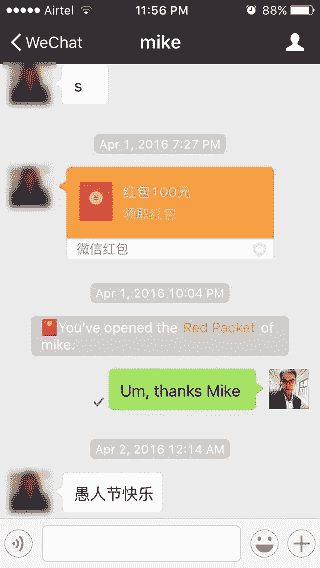 Airtel 11:56 PM 88%
WeChat mike
s
Apr 1, 2016 7:27 PM
红包100元
领取红包
微信红包
Apr 1, 2016 10:04 PM
You've opened the Red Packet of
mike.
Um, thanks Mike
Apr 2, 2016 12:14 AM
愚人节快乐